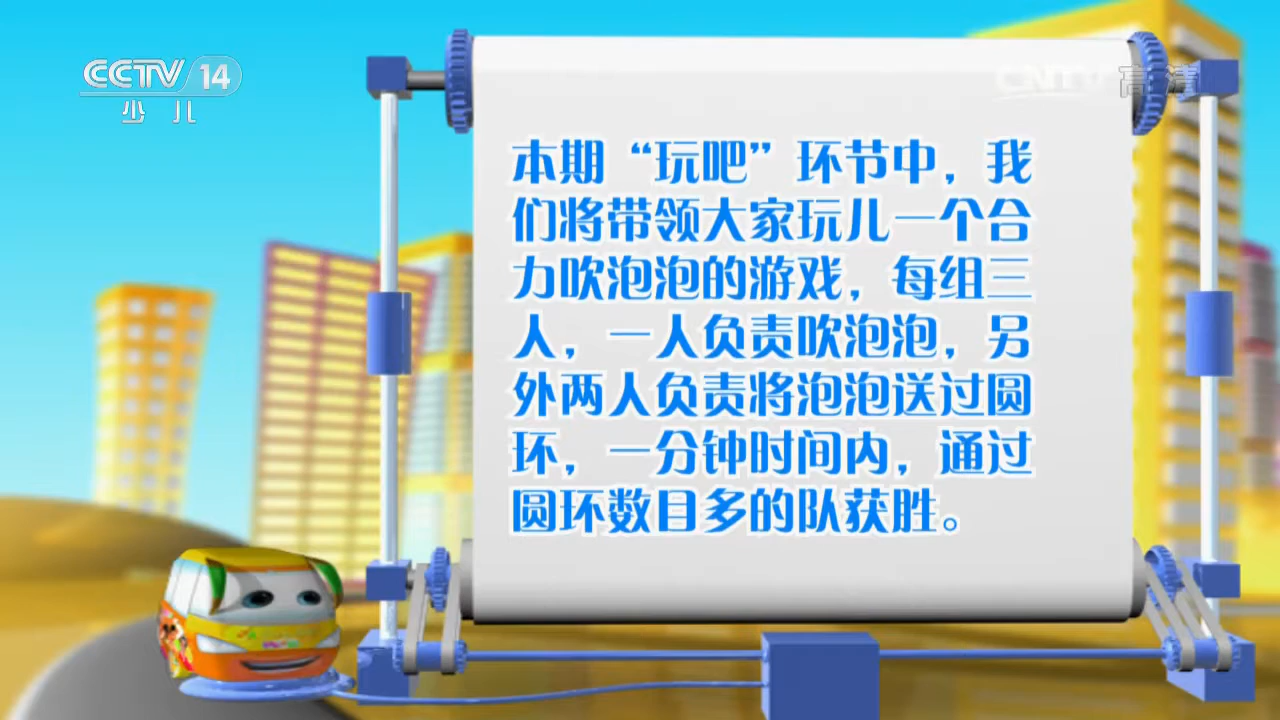 CCTV 14
少儿
CNTV 高清
本期“玩吧”环节中，我
们将带领大家玩儿一个合
力吹泡泡的游戏，每组三
人，一人负责吹泡泡，另
外两人负责将泡泡送过圆
环，一分钟时间内，通过
圆环数目多的队获胜。